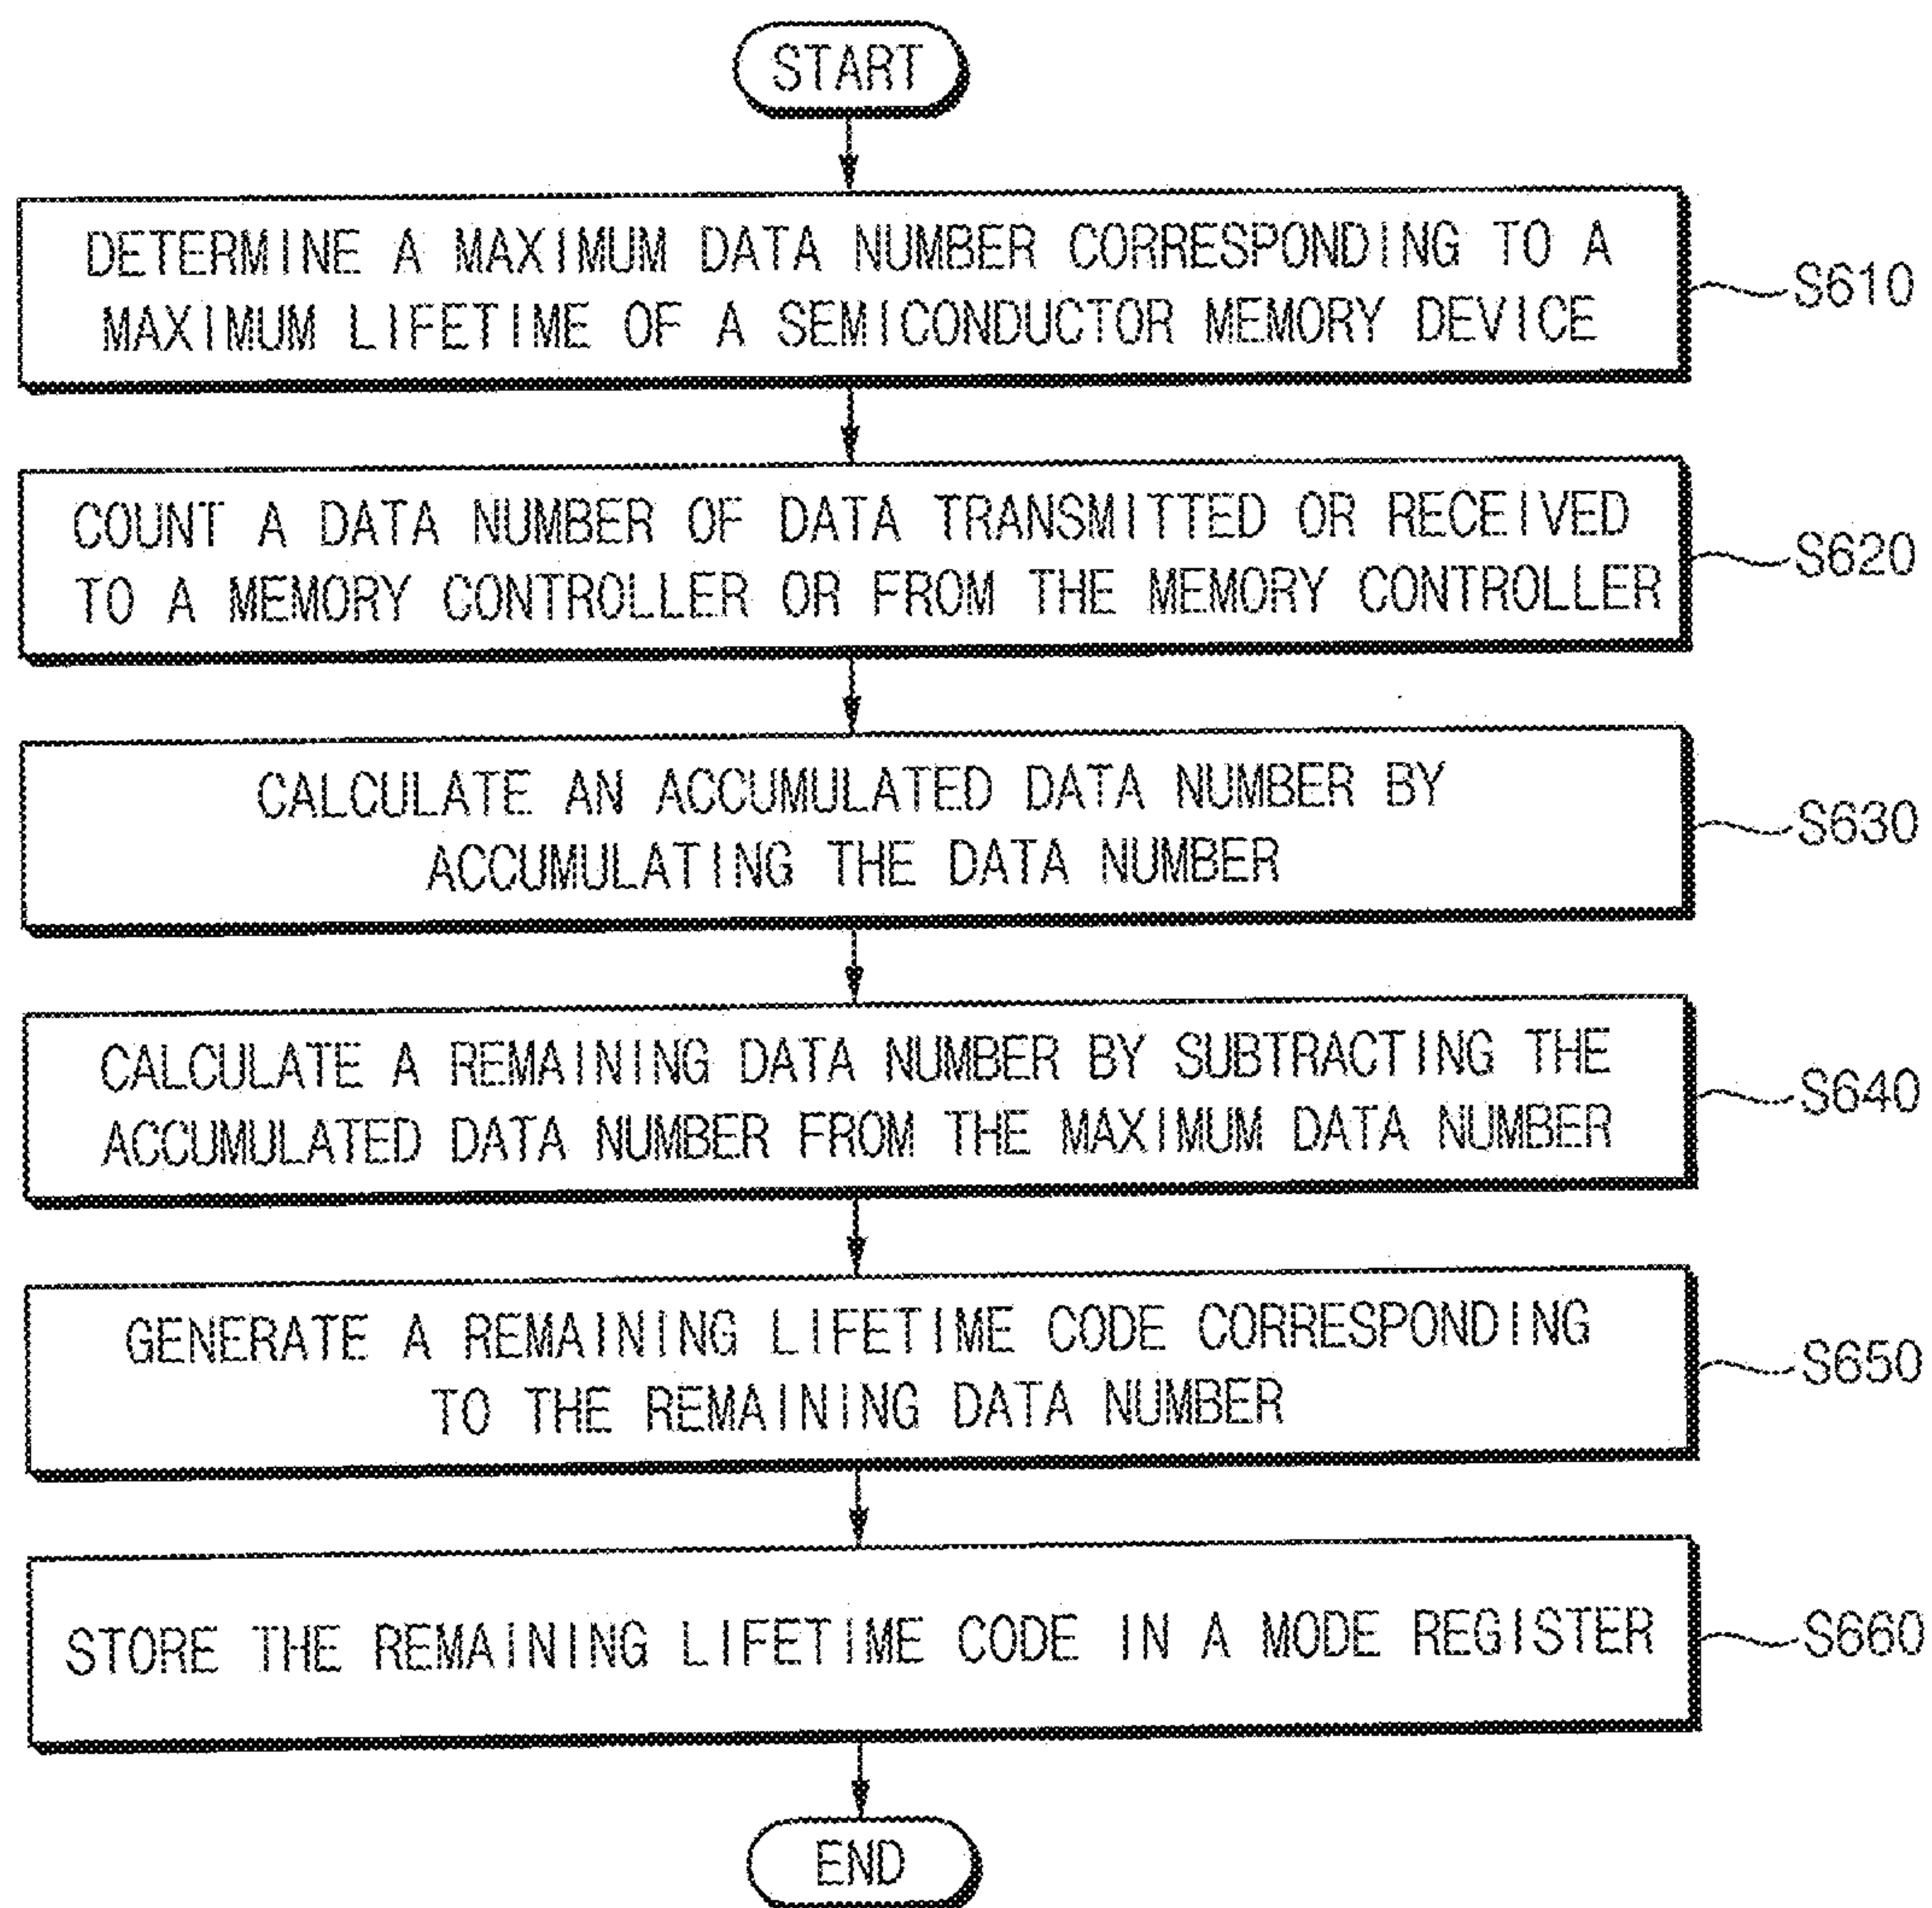 START
DETERMINE A MAXIMUM DATA NUMBER CORRESPONDING TO A
MAXIMUM LIFETIME OF A SEMICONDUCTOR MEMORY DEVICE
S610
COUNT A DATA NUMBER OF DATA TRANSMITTED OR RECEIVED
TO A MEMORY CONTROLLER OR FROM THE MEMORY CONTROLLER
S620
CALCULATE AN ACCUMULATED DATA NUMBER BY
ACCUMULATING THE DATA NUMBER
S630
CALCULATE A REMAINING DATA NUMBER BY SUBTRACTING THE
ACCUMULATED DATA NUMBER FROM THE MAXIMUM DATA NUMBER
S640
GENERATE A REMAINING LIFETIME CODE CORRESPONDING
TO THE REMAINING DATA NUMBER
S650
STORE THE REMAINING LIFETIME CODE IN A MODE REGISTER
S660
END